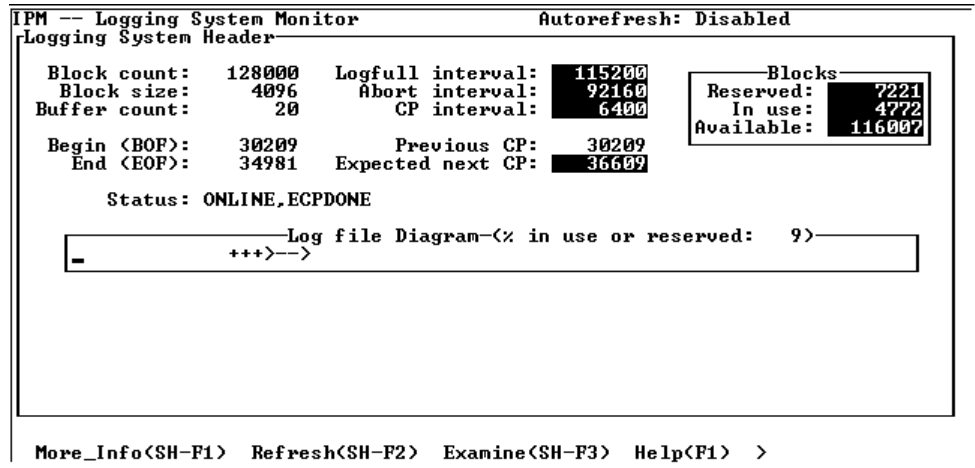 IPM -- Logging System Monitor Autorefresh: Disabled
Logging System Header
Block count: 128000 Logfull interval: 115200 Blocks
Block size: 4096 Abort interval: 92160 Reserved: 7221
Buffer count: 20 CP interval: 6400 In use: 4772
Available: 116007
Begin (BOF): 30209 Previous CP: 30209
End (EOF): 34981 Expected next CP: 36609
Status: ONLINE,ECPDONE
Log file Diagram-(% in use or reserved: 9)
+++>-->
More_Info(SH-F1) Refresh(SH-F2) Examine(SH-F3) Help(F1) >